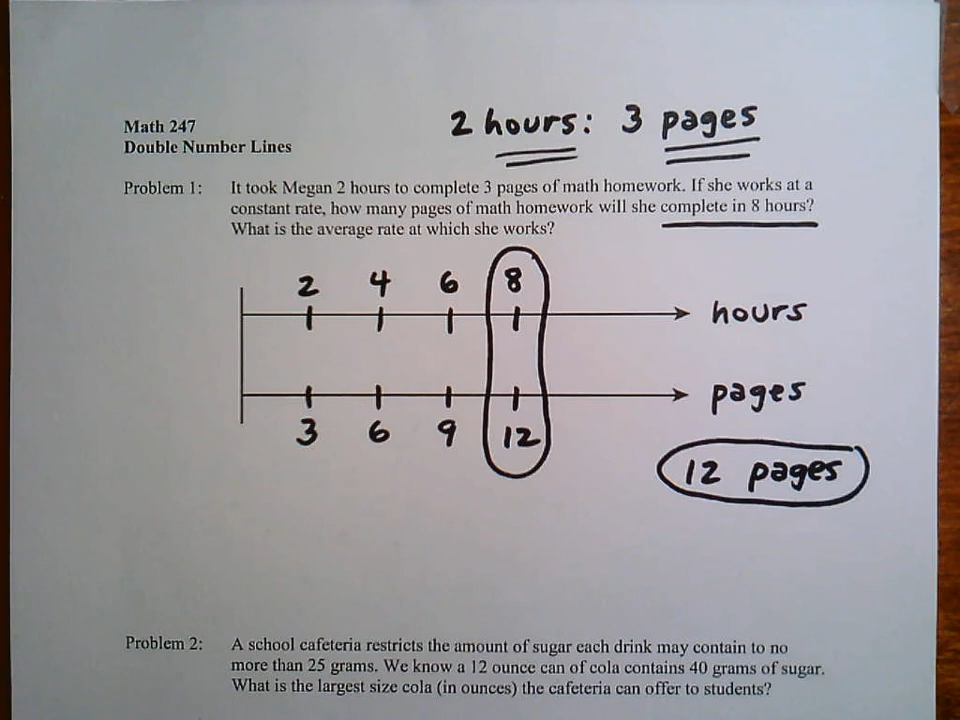 2 hours: 3 pages
Math 247
Double Number Lines
Problem 1: It took Megan 2 hours to complete 3 pages of math homework. If she works at a
constant rate, how many pages of math homework will she complete in 8 hours?
What is the average rate at which she works?
2 4 6 8
hours
pages
3 6 9 12
12 pages
Problem 2: A school cafeteria restricts the amount of sugar each drink may contain to no
more than 25 grams. We know a 12 ounce can of cola contains 40 grams of sugar.
What is the largest size cola (in ounces) the cafeteria can offer to students?